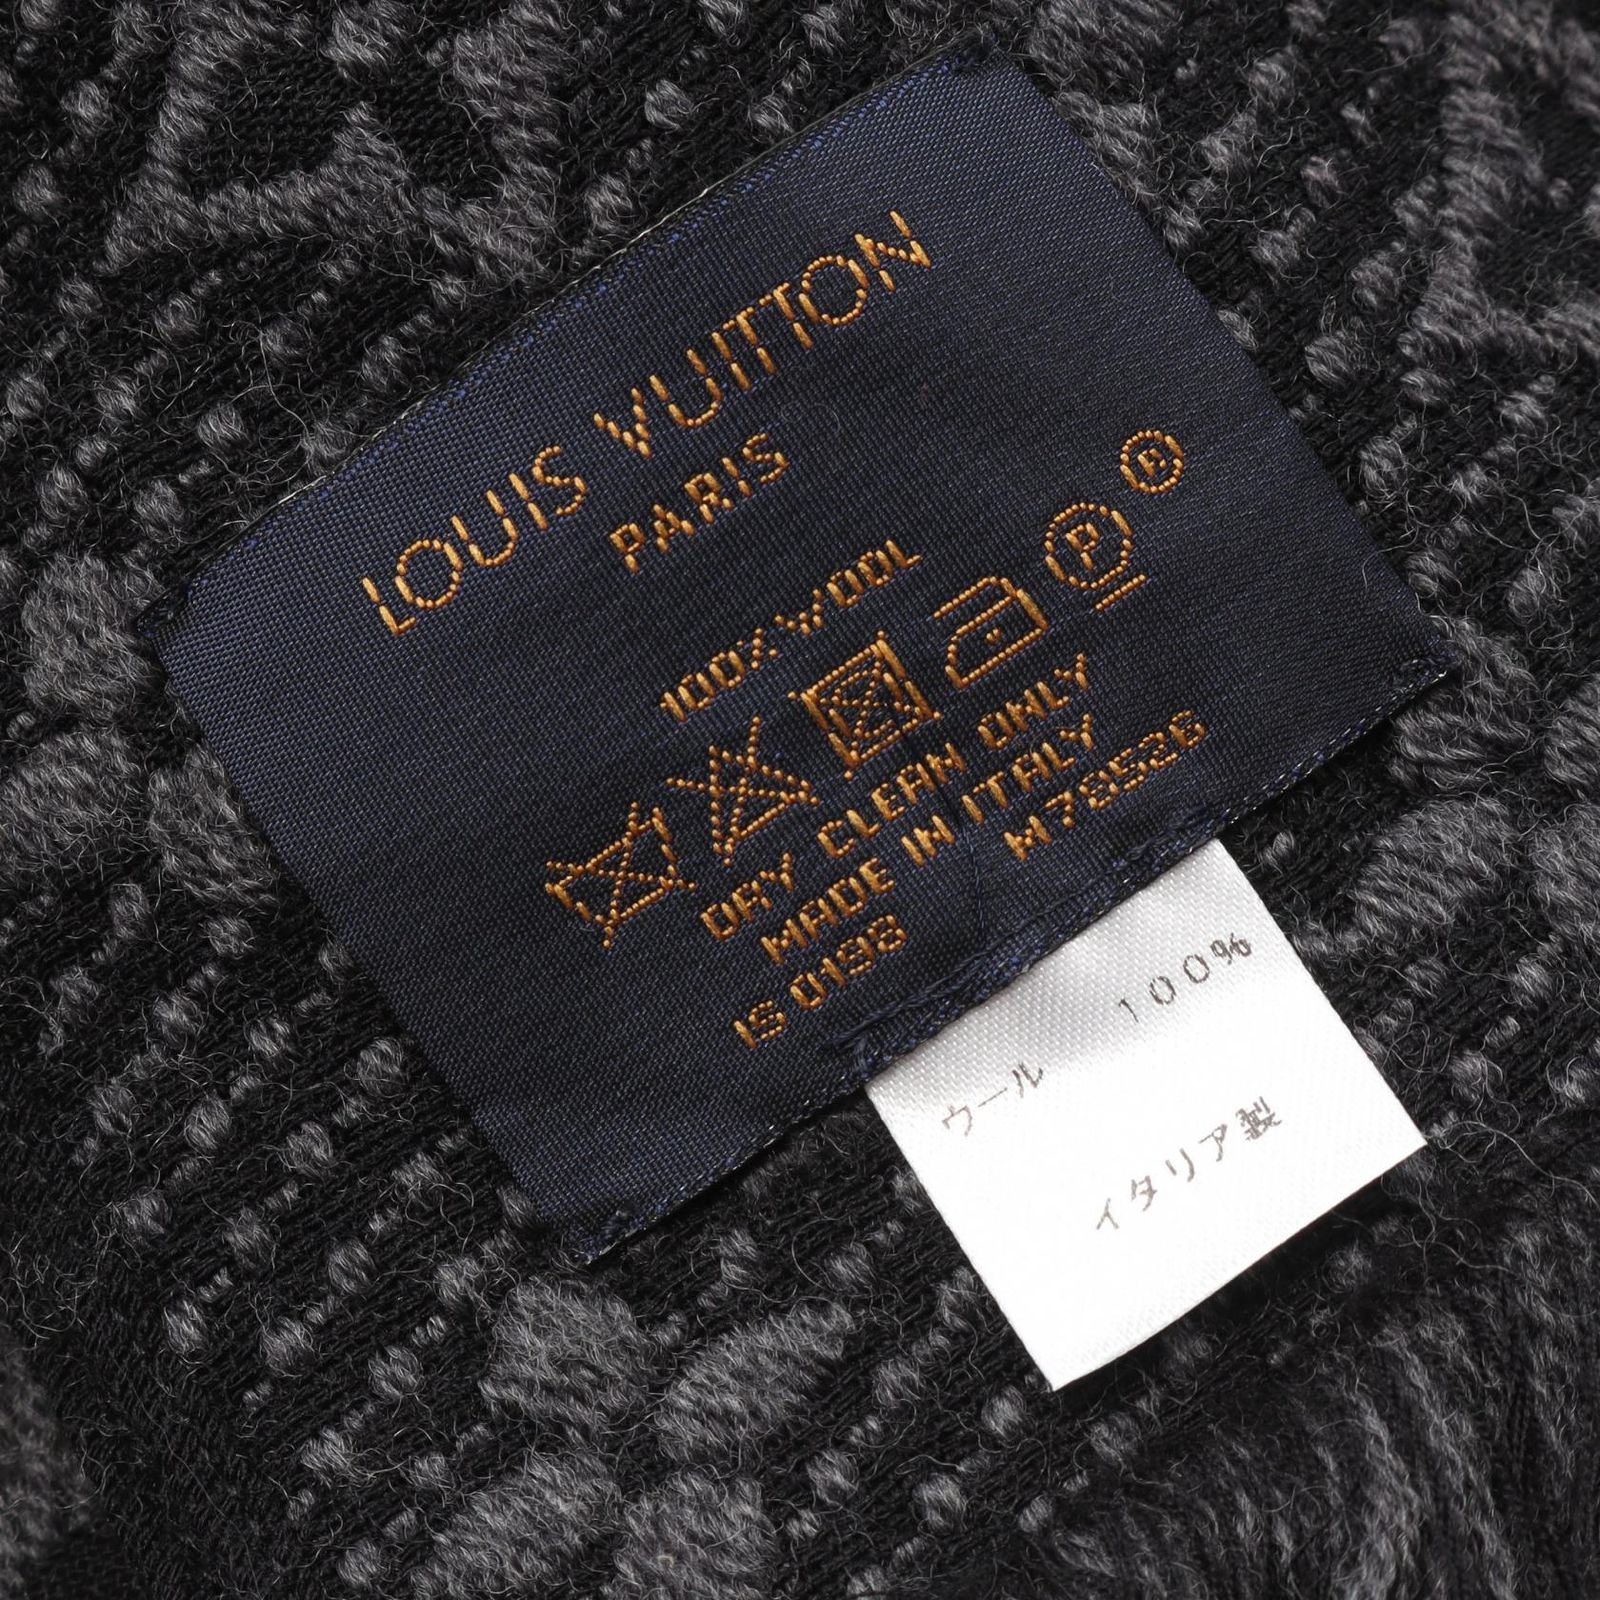 LOUIS VUITTON
PARIS
Ⓔ
100% WOOL
P
DRY CLEAN ONLY
MADE IN ITALY
IS 0198 M79526
ウール 100%
イタリア製